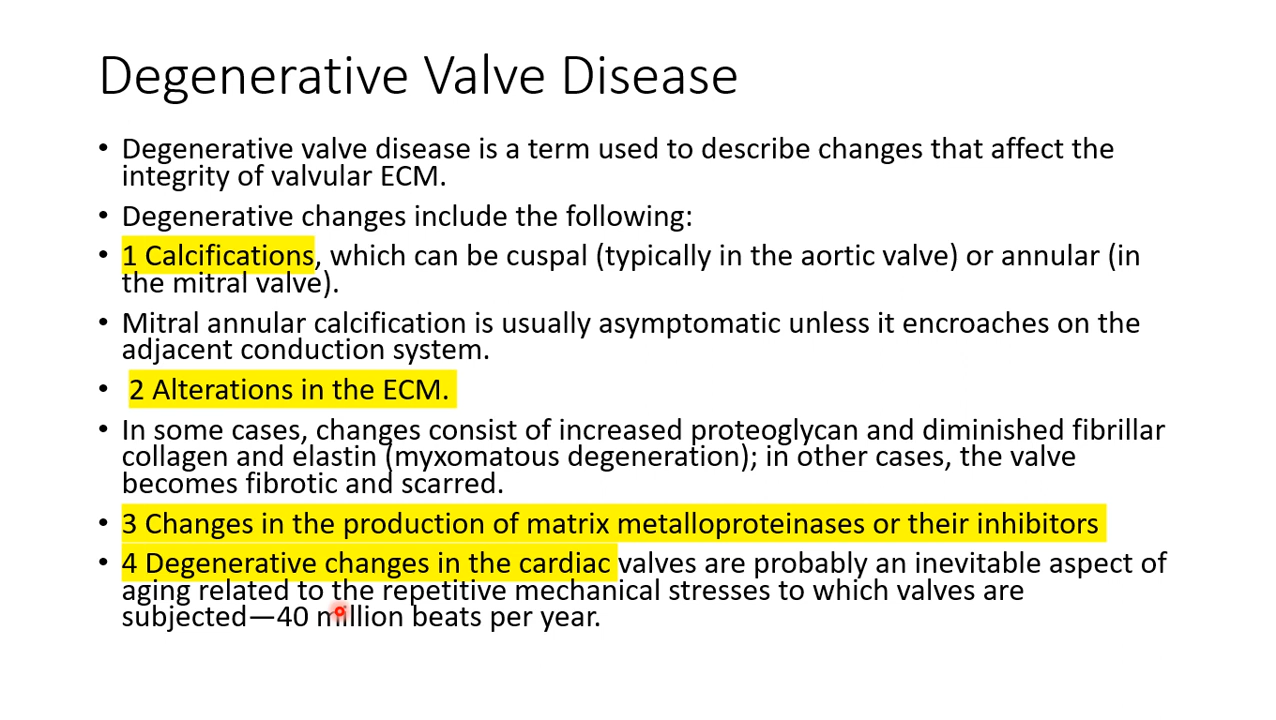 Degenerative Valve Disease
• Degenerative valve disease is a term used to describe changes that affect the
integrity of valvular ECM.
• Degenerative changes include the following:
• 1 Calcifications, which can be cuspal (typically in the aortic valve) or annular (in
the mitral valve).
• Mitral annular calcification is usually asymptomatic unless it encroaches on the
adjacent conduction system.
• 2 Alterations in the ECM.
• In some cases, changes consist of increased proteoglycan and diminished fibrillar
collagen and elastin (myxomatous degeneration); in other cases, the valve
becomes fibrotic and scarred.
• 3 Changes in the production of matrix metalloproteinases or their inhibitors
• 4 Degenerative changes in the cardiac valves are probably an inevitable aspect of
aging related to the repetitive mechanical stresses to which valves are
subjected—40 million beats per year.